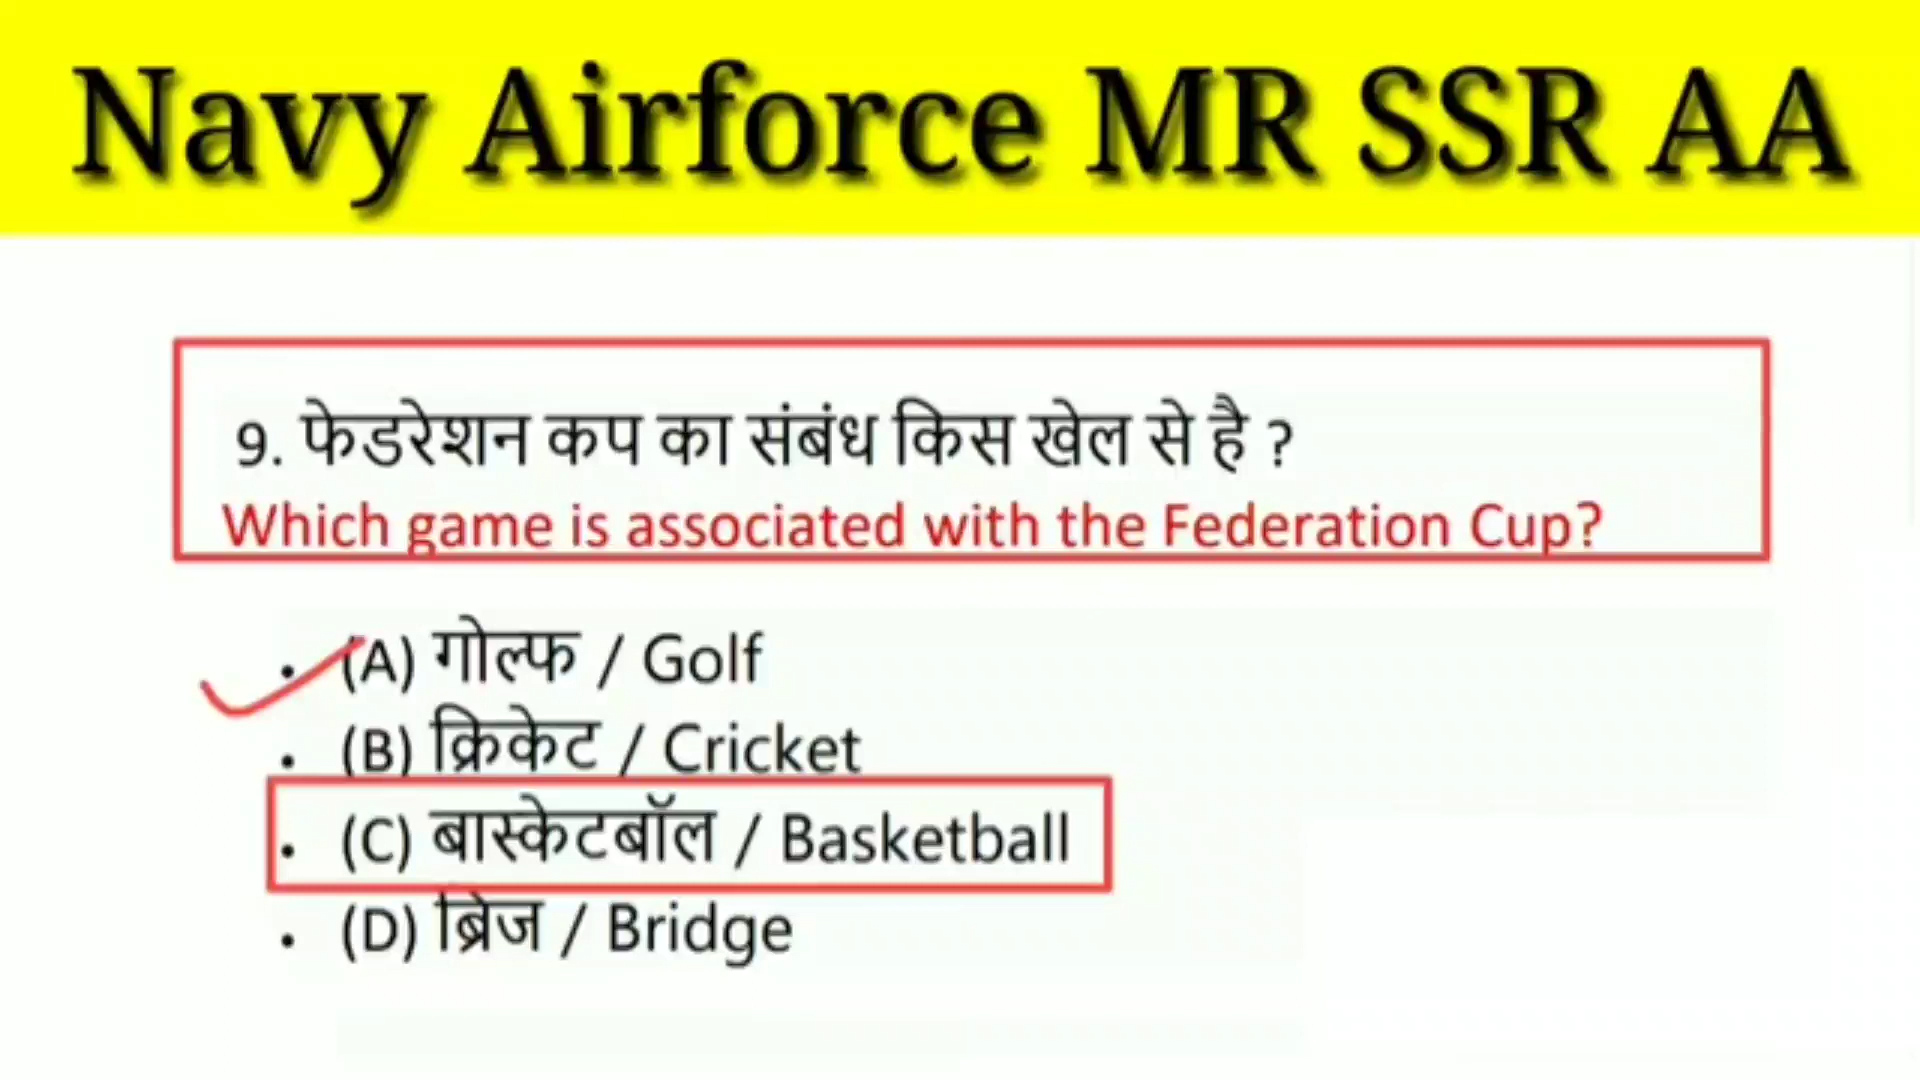 Navy Airforce MR SSR AA
9. फेडरेशन कप का संबंध किस खेल से है ?
Which game is associated with the Federation Cup?
• (A) गोल्फ / Golf
• (B) क्रिकेट / Cricket
• (C) बास्केटबॉल / Basketball
• (D) ब्रिज / Bridge